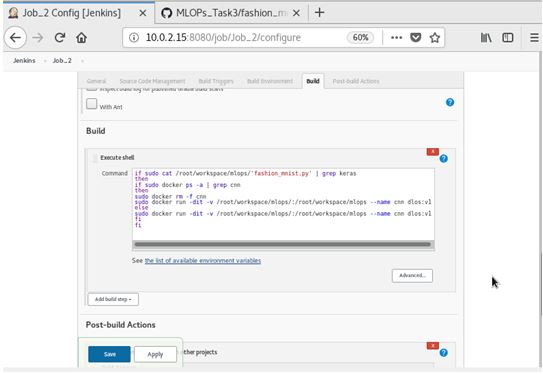 Job_2 Config [Jenkins]
MLOPs_Task3/fashion_m
10.0.2.15:8080/job/Job_2/configure
60%
Jenkins
Job_2
General
Source Code Management
Build Triggers
Build Environment
Build
Post-build Actions
With Ant
Build
Execute shell
X
Command
if sudo cat /root/workspace/mlops/'fashion_mnist.py' | grep keras
then
if sudo docker ps -a | grep cnn
then
sudo docker rm -f cnn
sudo docker run -dit -v /root/workspace/mlops/:/root/workspace/mlops --name cnn dlos:v1
else
sudo docker run -dit -v /root/workspace/mlops/:/root/workspace/mlops --name cnn dlos:v1
fi
fi
See the list of available environment variables
Advanced...
Add build step
Post-build Actions
X
Save
Apply
ther projects